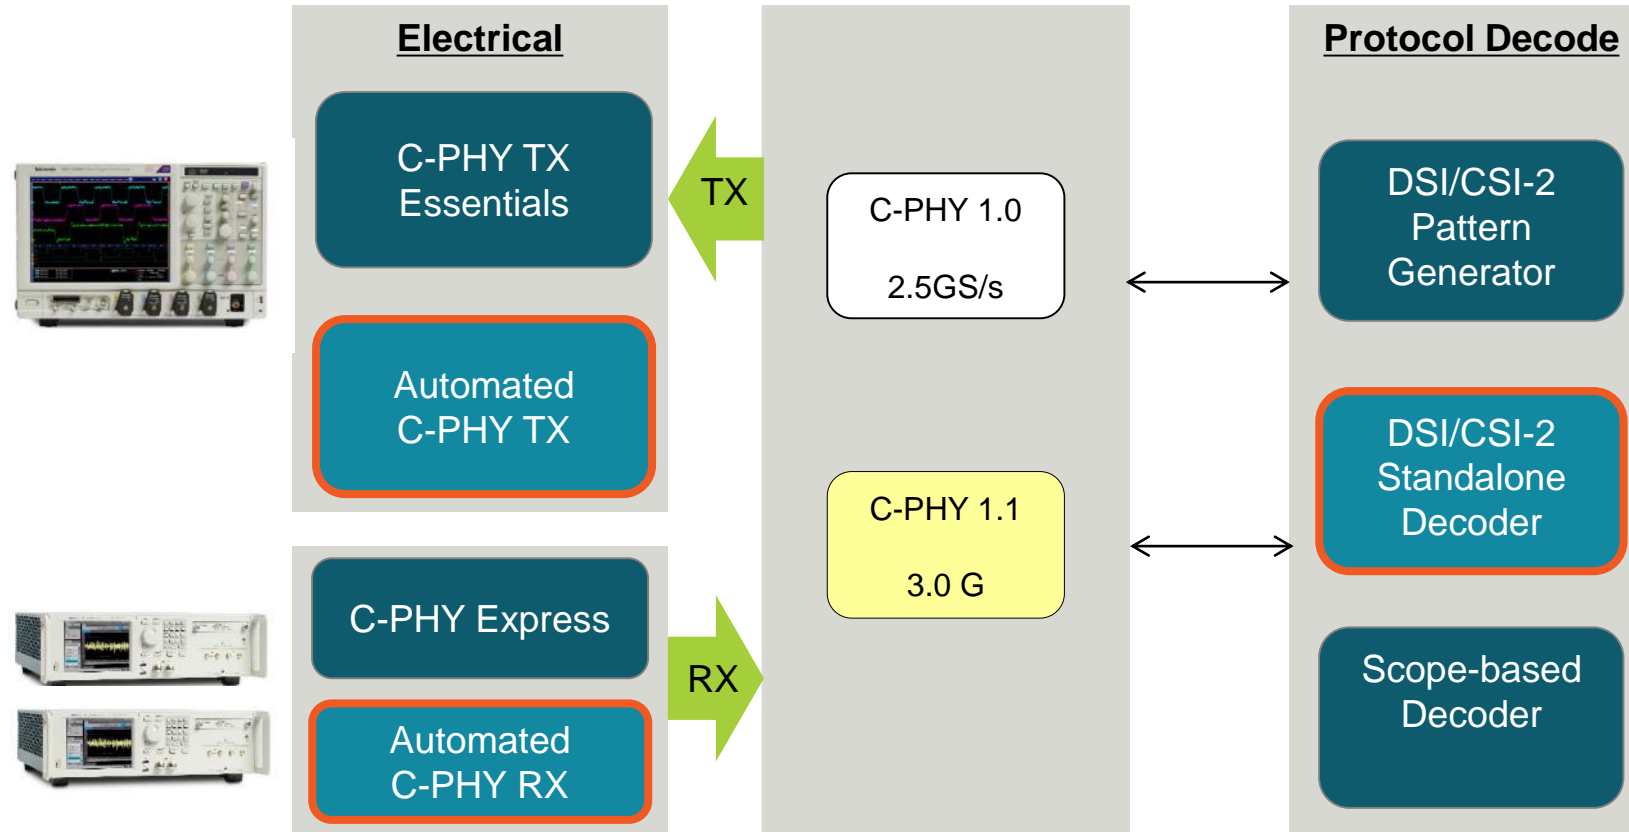 Electrical
C-PHY TX
Essentials
Automated
C-PHY TX
C-PHY Express
Automated
C-PHY RX
TX
RX
C-PHY 1.0
2.5GS/s
C-PHY 1.1
3.0 G
Protocol Decode
DSI/CSI-2
Pattern
Generator
DSI/CSI-2
Standalone
Decoder
Scope-based
Decoder